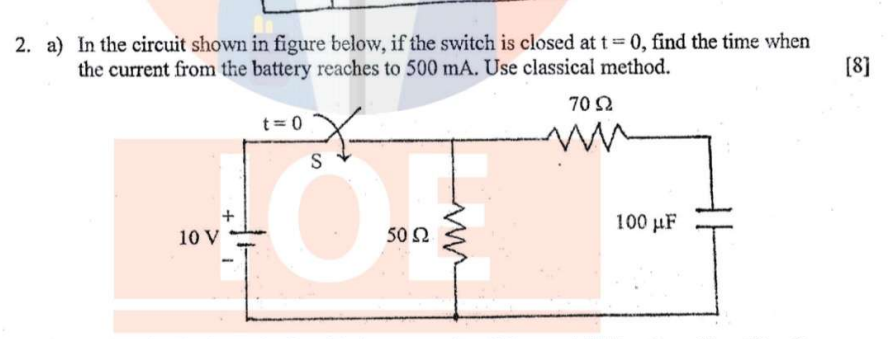 2. a) In the circuit shown in figure below, if the switch is closed at t = 0, find the time when
the current from the battery reaches to 500 mA. Use classical method. [8]
70 Ω
t = 0
S
+
10 V
50 Ω
100 μF
−
IOE